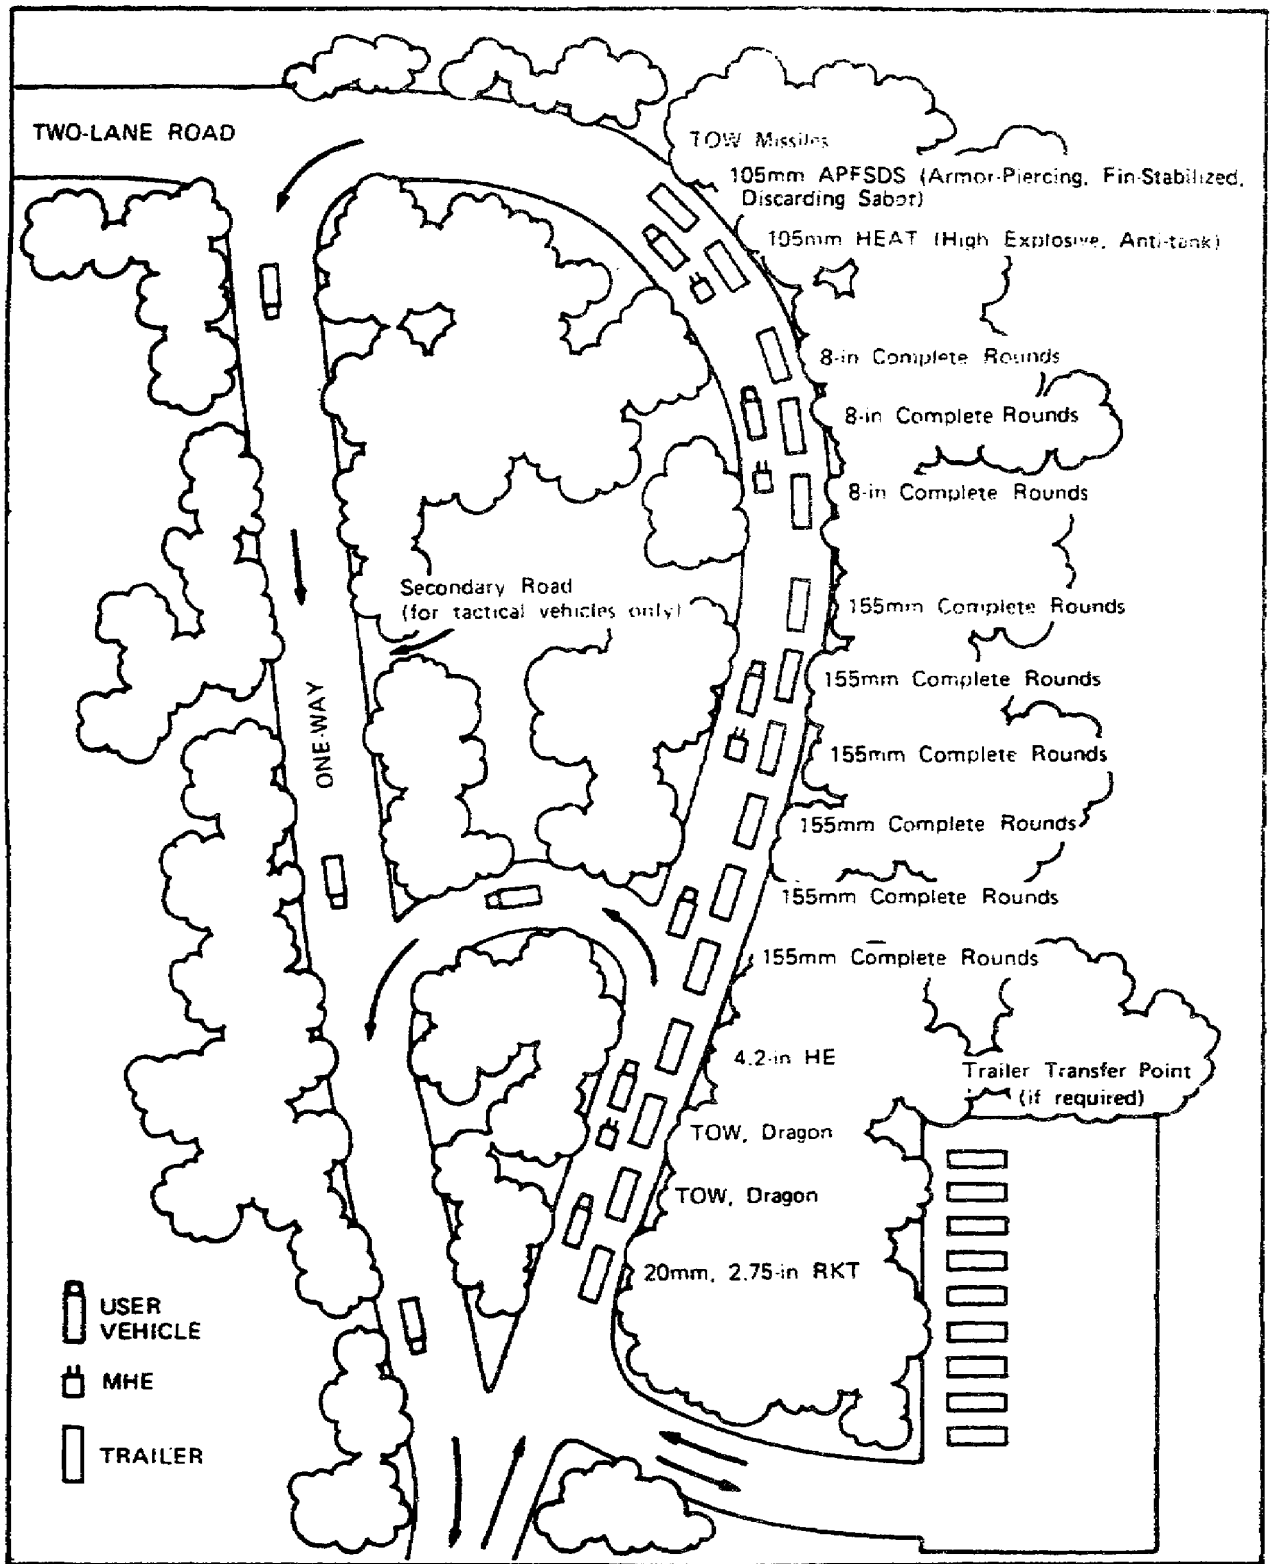 TWO-LANE ROAD
TOW Missiles
105mm APFSDS (Armor-Piercing, Fin-Stabilized,
Discarding Sabot)
105mm HEAT (High Explosive, Anti-tank)
8-in Complete Rounds
8-in Complete Rounds
8-in Complete Rounds
Secondary Road
(for tactical vehicles only)
155mm Complete Rounds
155mm Complete Rounds
ONE-WAY
155mm Complete Rounds
155mm Complete Rounds
155mm Complete Rounds
155mm Complete Rounds
4.2-in HE
Trailer Transfer Point
(if required)
TOW, Dragon
TOW, Dragon
20mm, 2.75-in RKT
USER
VEHICLE
MHE
TRAILER